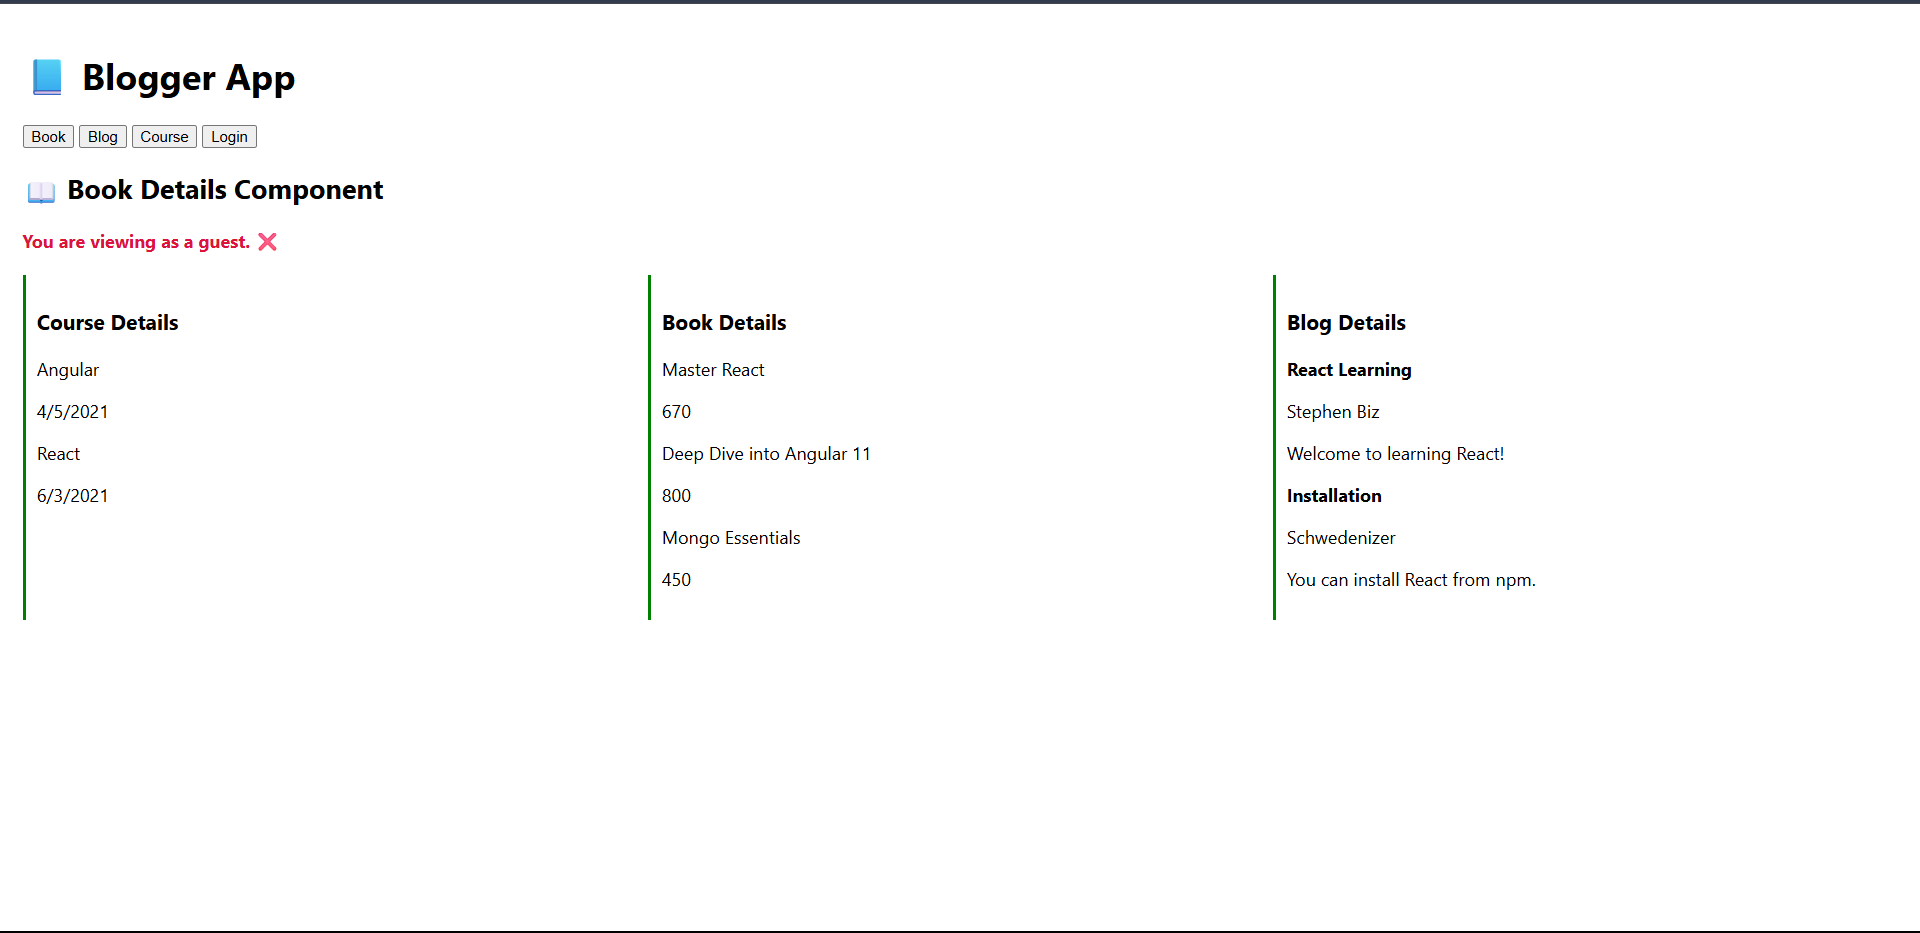 📘 Blogger App
Book Blog Course Login
📖 Book Details Component
You are viewing as a guest. ❌
Course Details
Angular
4/5/2021
React
6/3/2021
Book Details
Master React
670
Deep Dive into Angular 11
800
Mongo Essentials
450
Blog Details
React Learning
Stephen Biz
Welcome to learning React!
Installation
Schwedenizer
You can install React from npm.